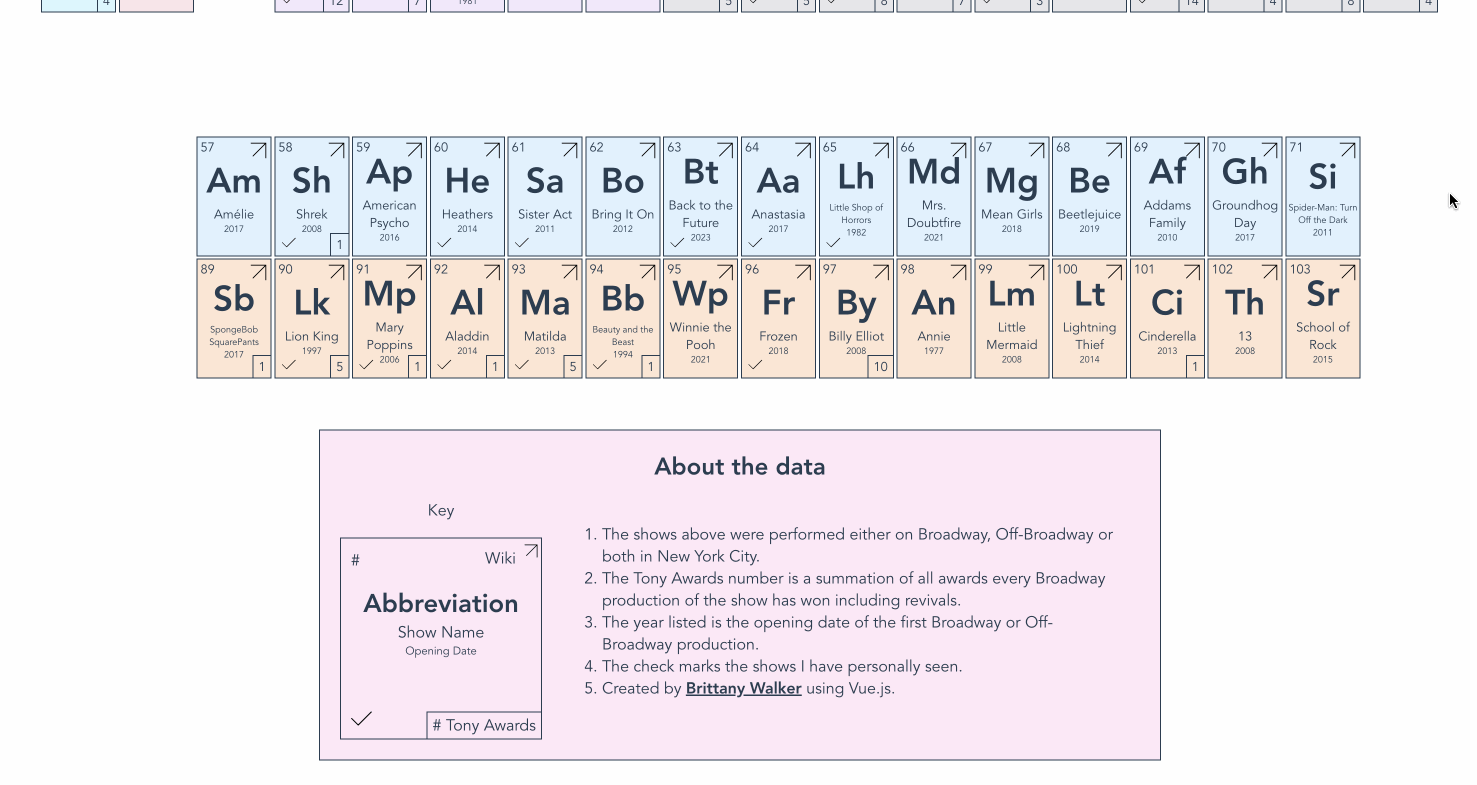 4 12 7 1981 5 5 6 7 3 14 4 8 4
57 58 59 60 61 62 63 64 65 66 67 68 69 70 71
Am Sh Ap He Sa Bo Bt Aa Lh Md Mg Be Af Gh Si
Amélie Shrek American Psycho Heathers Sister Act Bring It On Back to the Future Anastasia Little Shop of Horrors Mrs. Doubtfire Mean Girls Beetlejuice Addams Family Groundhog Day Spider-Man: Turn Off the Dark
2017 2008 2016 2014 2011 2012 2023 2017 1982 2021 2018 2019 2010 2017 2011
1
89 90 91 92 93 94 95 96 97 98 99 100 101 102 103
Sb Lk Mp Al Ma Bb Wp Fr By An Lm Lt Ci Th Sr
SpongeBob SquarePants Lion King Mary Poppins Aladdin Matilda Beauty and the Beast Winnie the Pooh Frozen Billy Elliot Annie Little Mermaid Lightning Thief Cinderella 13 School of Rock
2017 1997 2006 2014 2013 1994 2021 2018 2008 1977 2008 2014 2013 2008 2015
1 5 1 1 5 1 10 1
About the data
Key
# Wiki
Abbreviation
Show Name
Opening Date
# Tony Awards
1. The shows above were performed either on Broadway, Off-Broadway or
both in New York City.
2. The Tony Awards number is a summation of all awards every Broadway
production of the show has won including revivals.
3. The year listed is the opening date of the first Broadway or Off-
Broadway production.
4. The check marks the shows I have personally seen.
5. Created by Brittany Walker using Vue.js.